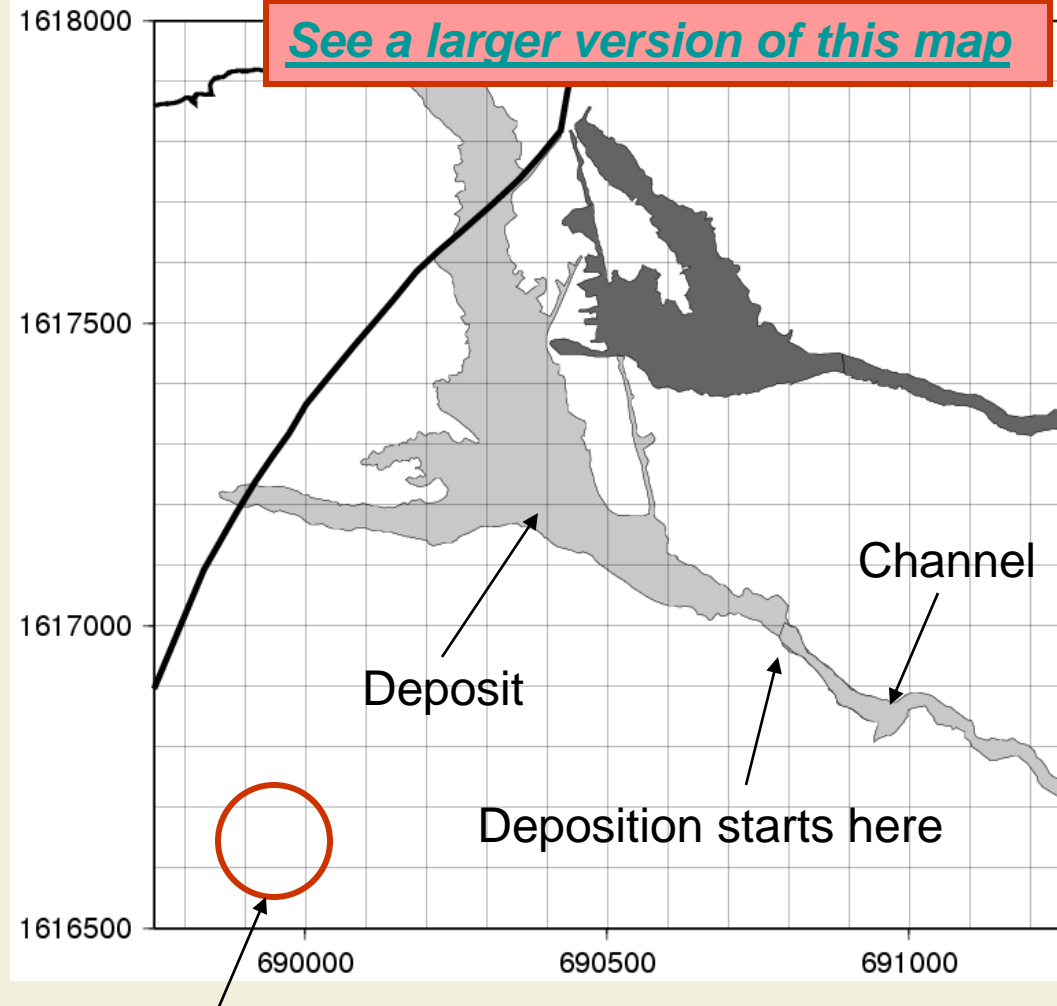 1618000
See a larger version of this map
1617500
Channel
1617000
Deposit
Deposition starts here
1616500
690000
690500
691000